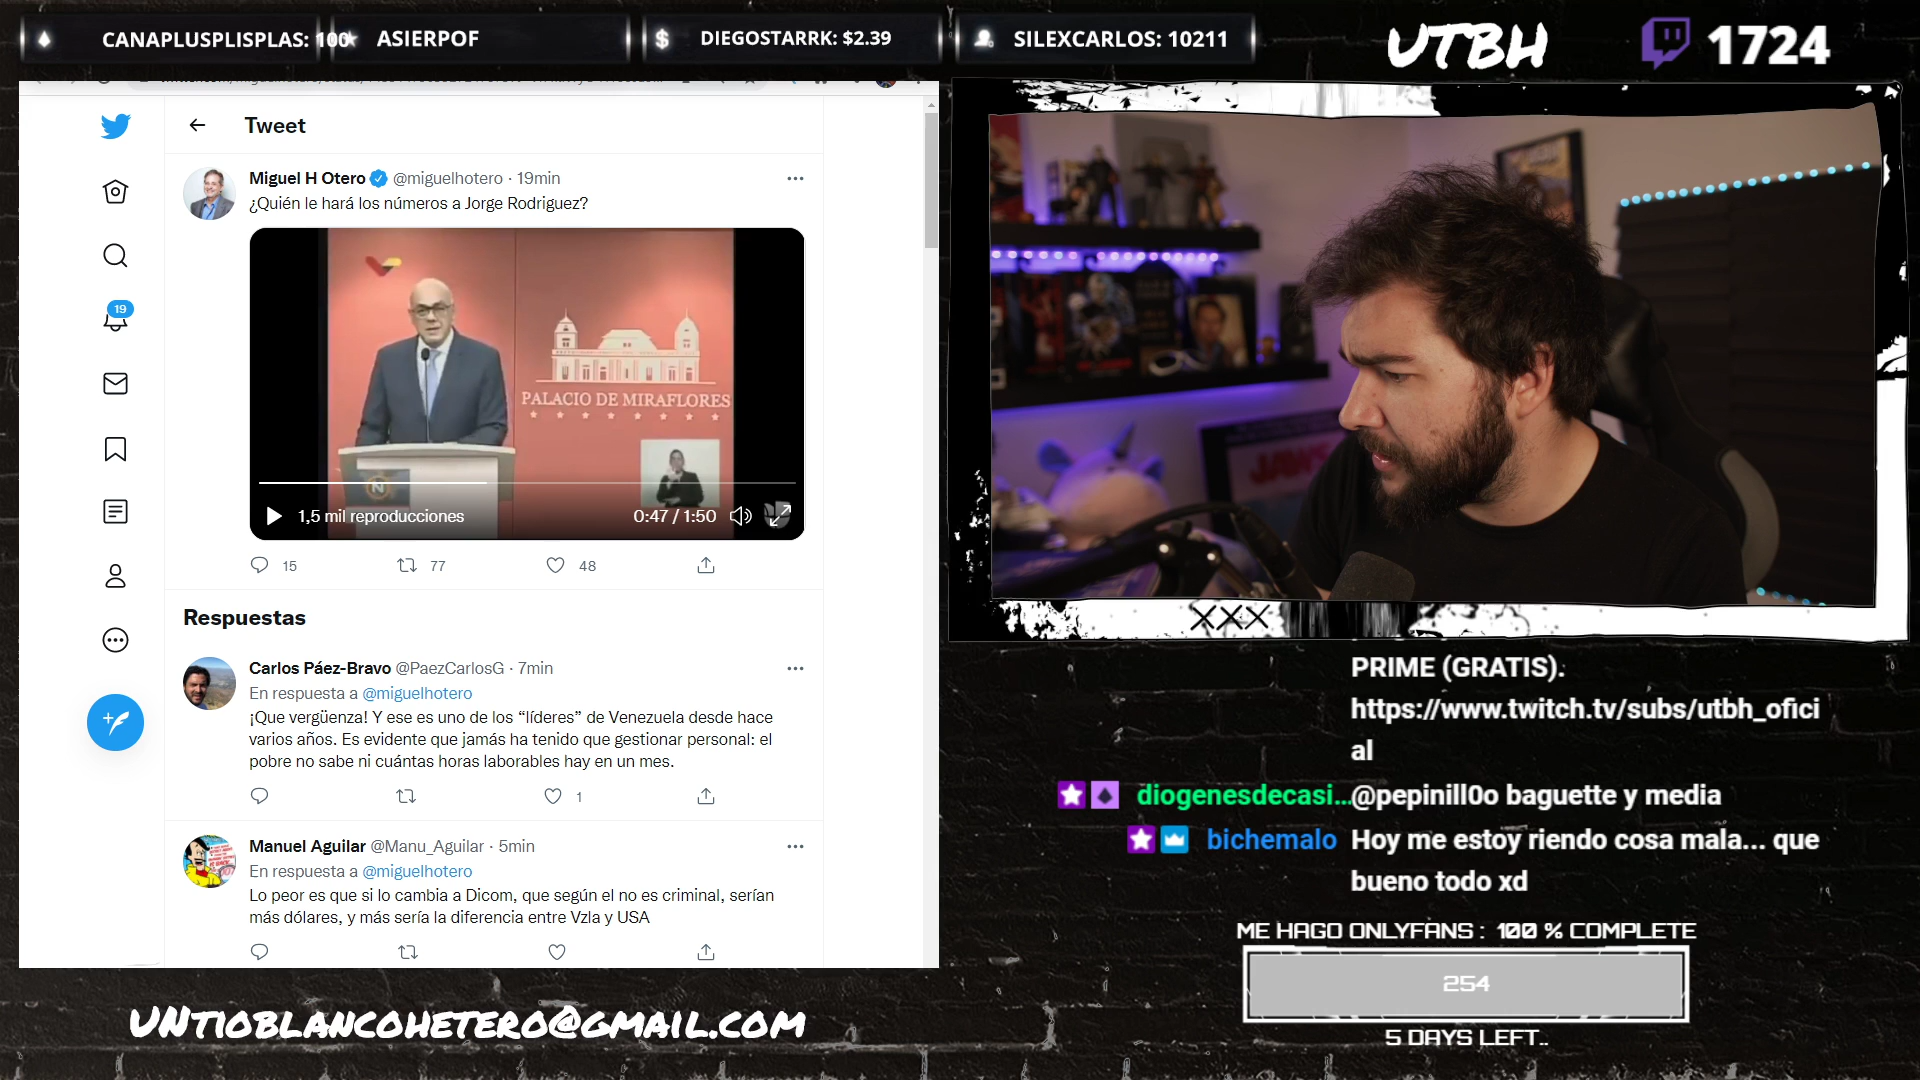 CANAPLUSPLISPLAS: 100
ASIERPOF
DIEGOSTARRK: $2.39
SILEXCARLOS: 10211
UTBH
1724
Tweet
Miguel H Otero @miguelhotero · 19min
¿Quién le hará los números a Jorge Rodriguez?
PALACIO DE MIRAFLORES
N
1,5 mil reproducciones
0:47 / 1:50
15
77
48
19
Respuestas
Carlos Páez-Bravo @PaezCarlosG · 7min
En respuesta a @miguelhotero
¡Que vergüenza! Y ese es uno de los “líderes” de Venezuela desde hace
varios años. Es evidente que jamás ha tenido que gestionar personal: el
pobre no sabe ni cuántas horas laborables hay en un mes.
1
Manuel Aguilar @Manu_Aguilar · 5min
En respuesta a @miguelhotero
Lo peor es que si lo cambia a Dicom, que según el no es criminal, serían
más dólares, y más sería la diferencia entre Vzla y USA
JAWS
XXX
PRIME (GRATIS).
https://www.twitch.tv/subs/utbh_ofici
al
diogenesdecasi... @pepinill0o baguette y media
bichemalo Hoy me estoy riendo cosa mala... que
bueno todo xd
ME HAGO ONLYFANS : 100 % COMPLETE
254
5 DAYS LEFT..
UNTIOBLANCOHETERO@GMAIL.COM